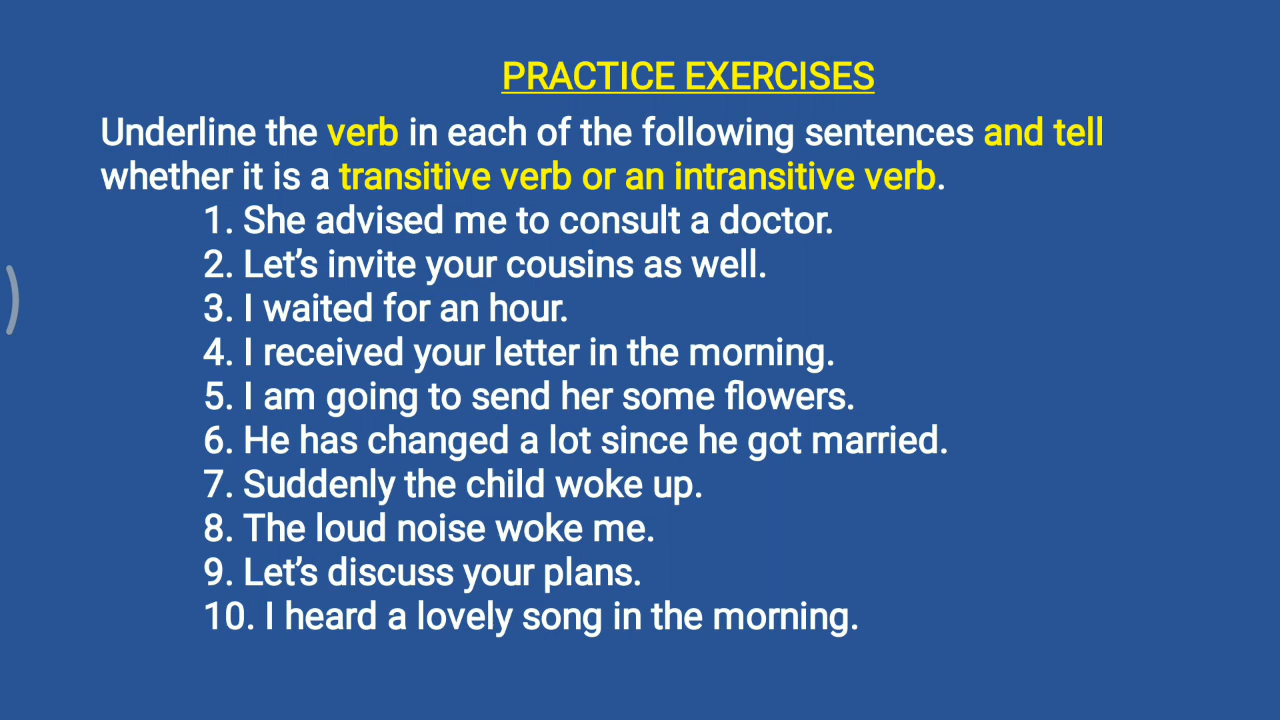 PRACTICE EXERCISES
Underline the verb in each of the following sentences and tell
whether it is a transitive verb or an intransitive verb.
1. She advised me to consult a doctor.
2. Let’s invite your cousins as well.
3. I waited for an hour.
4. I received your letter in the morning.
5. I am going to send her some flowers.
6. He has changed a lot since he got married.
7. Suddenly the child woke up.
8. The loud noise woke me.
9. Let’s discuss your plans.
10. I heard a lovely song in the morning.